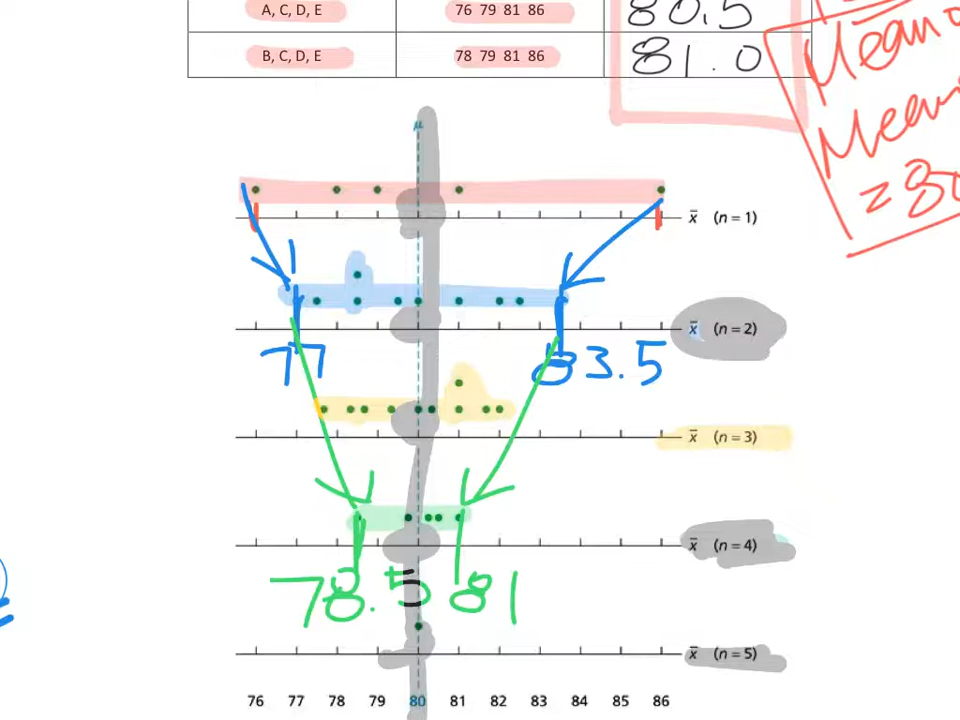 A, C, D, E 76 79 81 86 80.5
B, C, D, E 78 79 81 86 81.0
Mean
Mean
= 80
μ
x̄ (n = 1)
x̄ (n = 2)
77 83.5
x̄ (n = 3)
x̄ (n = 4)
78.5 81
x̄ (n = 5)
76 77 78 79 80 81 82 83 84 85 86